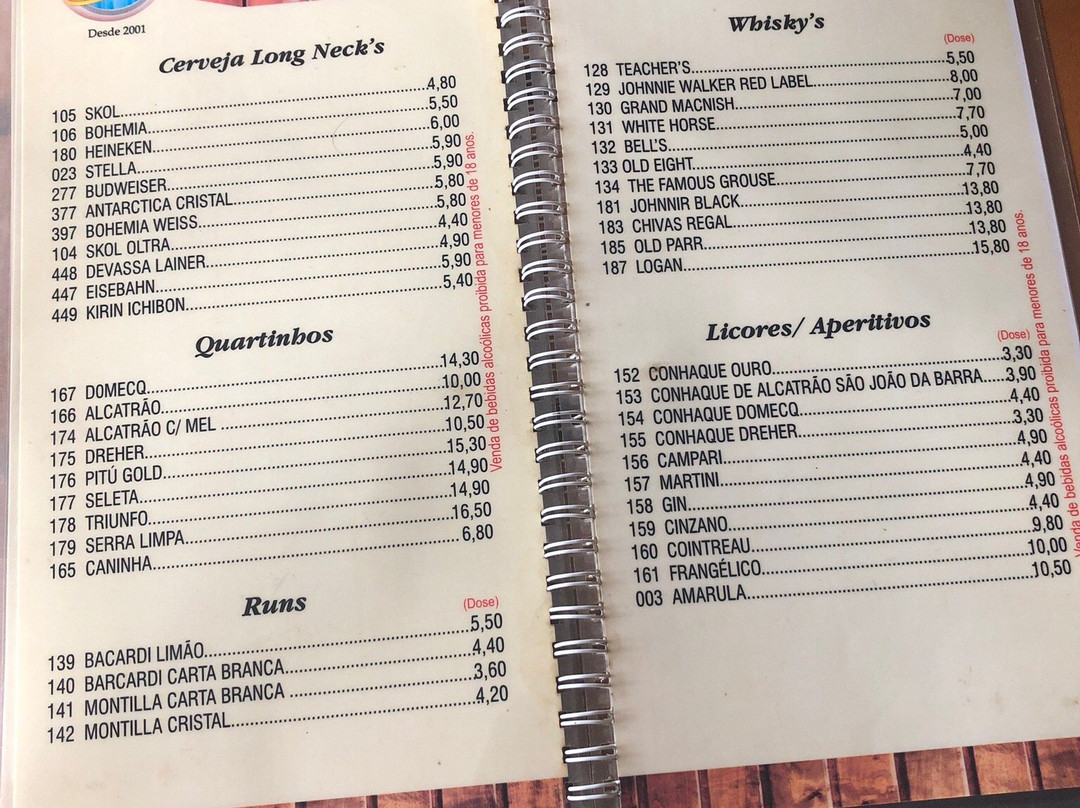 Desde 2001
Cerveja Long Neck's
105 SKOL 4,80
106 BOHEMIA 5,50
180 HEINEKEN 6,00
023 STELLA 5,90
277 BUDWEISER 5,90
377 ANTARCTICA CRISTAL 5,80
397 BOHEMIA WEISS 5,80
104 SKOL OLTRA 4,40
448 DEVASSA LAINER 4,90
447 EISEBAHN 5,90
449 KIRIN ICHIBON 5,40
Quartinhos
167 DOMECQ 14,30
166 ALCATRÃO 10,00
174 ALCATRÃO C/ MEL 12,70
175 DREHER 10,50
176 PITÚ GOLD 15,30
177 SELETA 14,90
178 TRIUNFO 14,90
179 SERRA LIMPA 16,50
165 CANINHA 6,80
Venda de bebidas alcoólicas proibida para menores de 18 anos.
Runs
(Dose)
139 BACARDI LIMÃO 5,50
140 BARCARDI CARTA BRANCA 4,40
141 MONTILLA CARTA BRANCA 3,60
142 MONTILLA CRISTAL 4,20
Whisky's
(Dose)
128 TEACHER'S 5,50
129 JOHNNIE WALKER RED LABEL 8,00
130 GRAND MACNISH 7,00
131 WHITE HORSE 7,70
132 BELL'S 5,00
133 OLD EIGHT 4,40
134 THE FAMOUS GROUSE 7,70
181 JOHNNIR BLACK 13,80
183 CHIVAS REGAL 13,80
185 OLD PARR 13,80
187 LOGAN 15,80
Licores/ Aperitivos
(Dose)
152 CONHAQUE OURO 3,30
153 CONHAQUE DE ALCATRÃO SÃO JOÃO DA BARRA 3,90
154 CONHAQUE DOMECQ 4,40
155 CONHAQUE DREHER 3,30
156 CAMPARI 4,90
157 MARTINI 4,40
158 GIN 4,90
159 CINZANO 4,40
160 COINTREAU 9,80
161 FRANGÉLICO 10,00
003 AMARULA 10,50
Venda de bebidas alcoólicas proibida para menores de 18 anos.